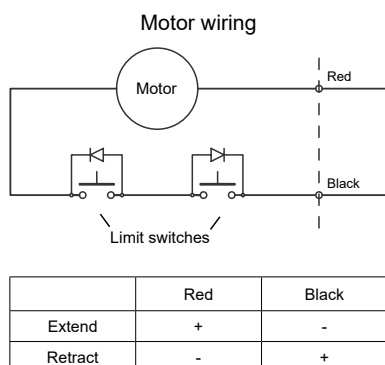 Motor wiring
Red
Motor
Black
Limit switches
Red Black
Extend + -
Retract - +